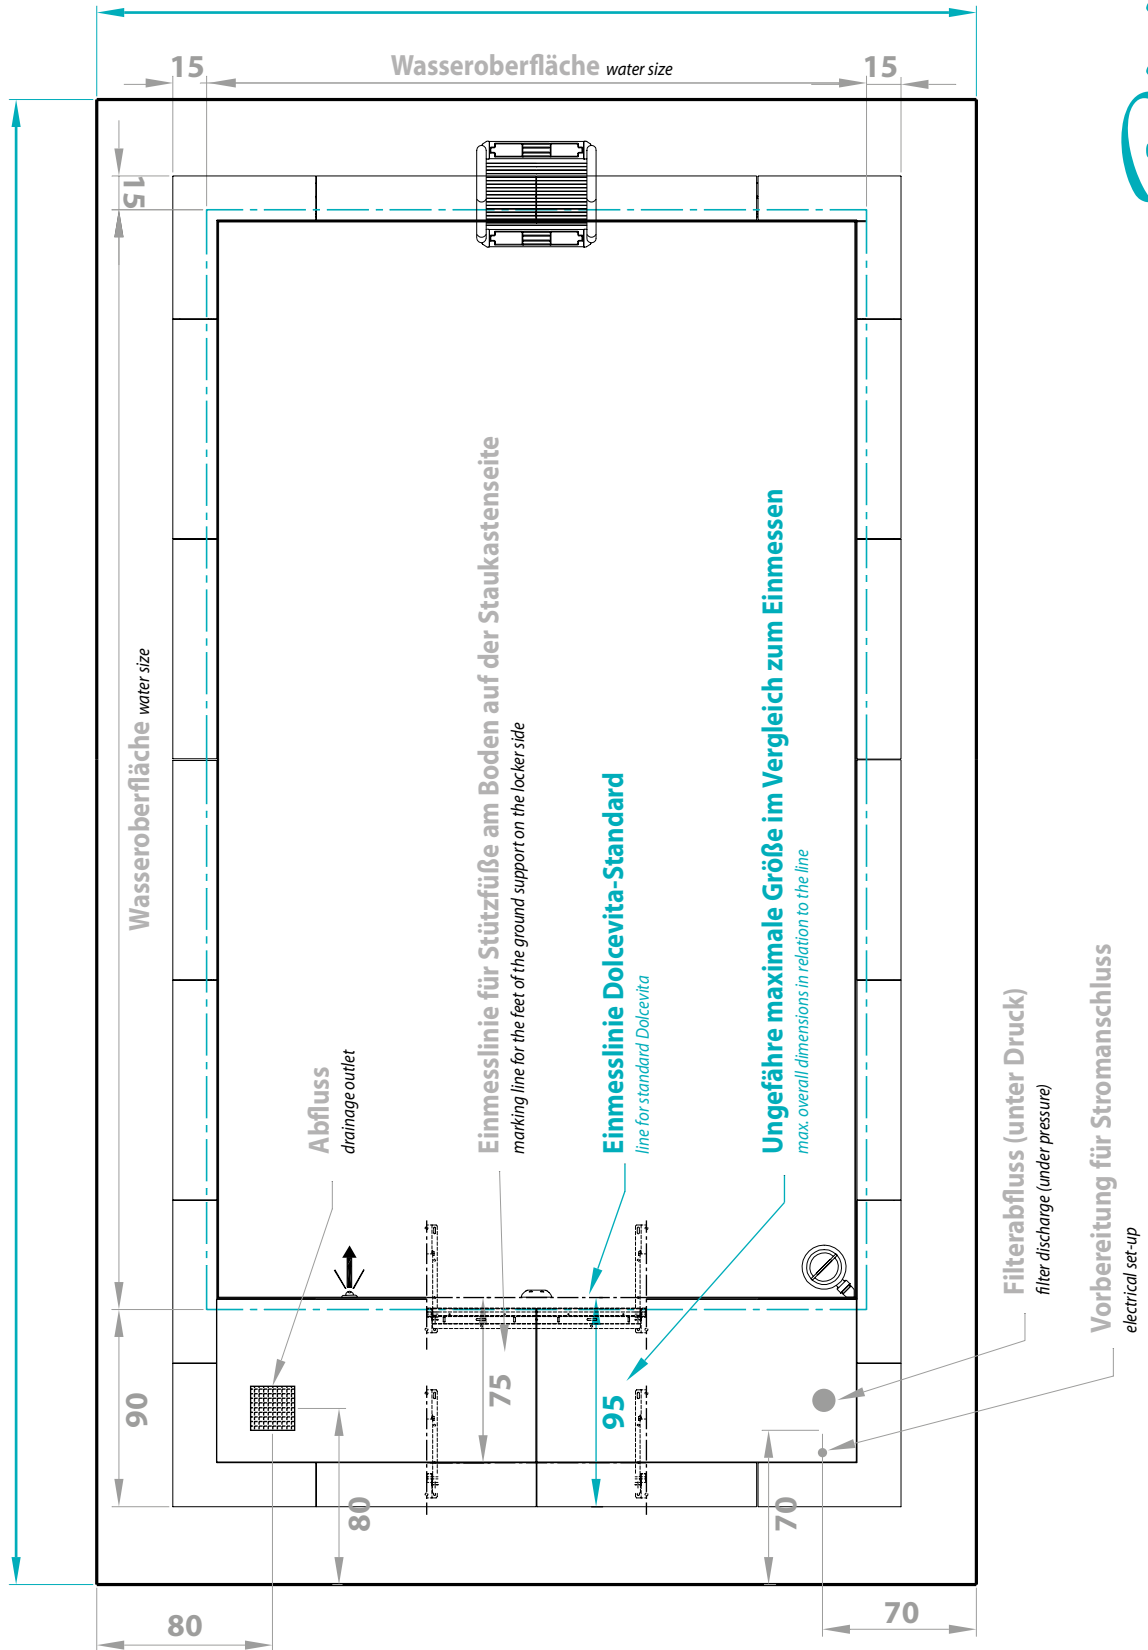 15
Wasseroberfläche water size
15
15
Wasseroberfläche water size
90
Abfluss
drainage outlet
Einmesslinie für Stützfüße am Boden auf der Staukastenseite
marking line for the feet of the ground support on the locker side
75
Einmesslinie Dolcevita-Standard
line for standard Dolcevita
Ungefähre maximale Größe im Vergleich zum Einmessen
max. overall dimensions in relation to the line
95
80
80
70
70
Filterabfluss (unter Druck)
filter discharge (under pressure)
Vorbereitung für Stromanschluss
electrical set-up